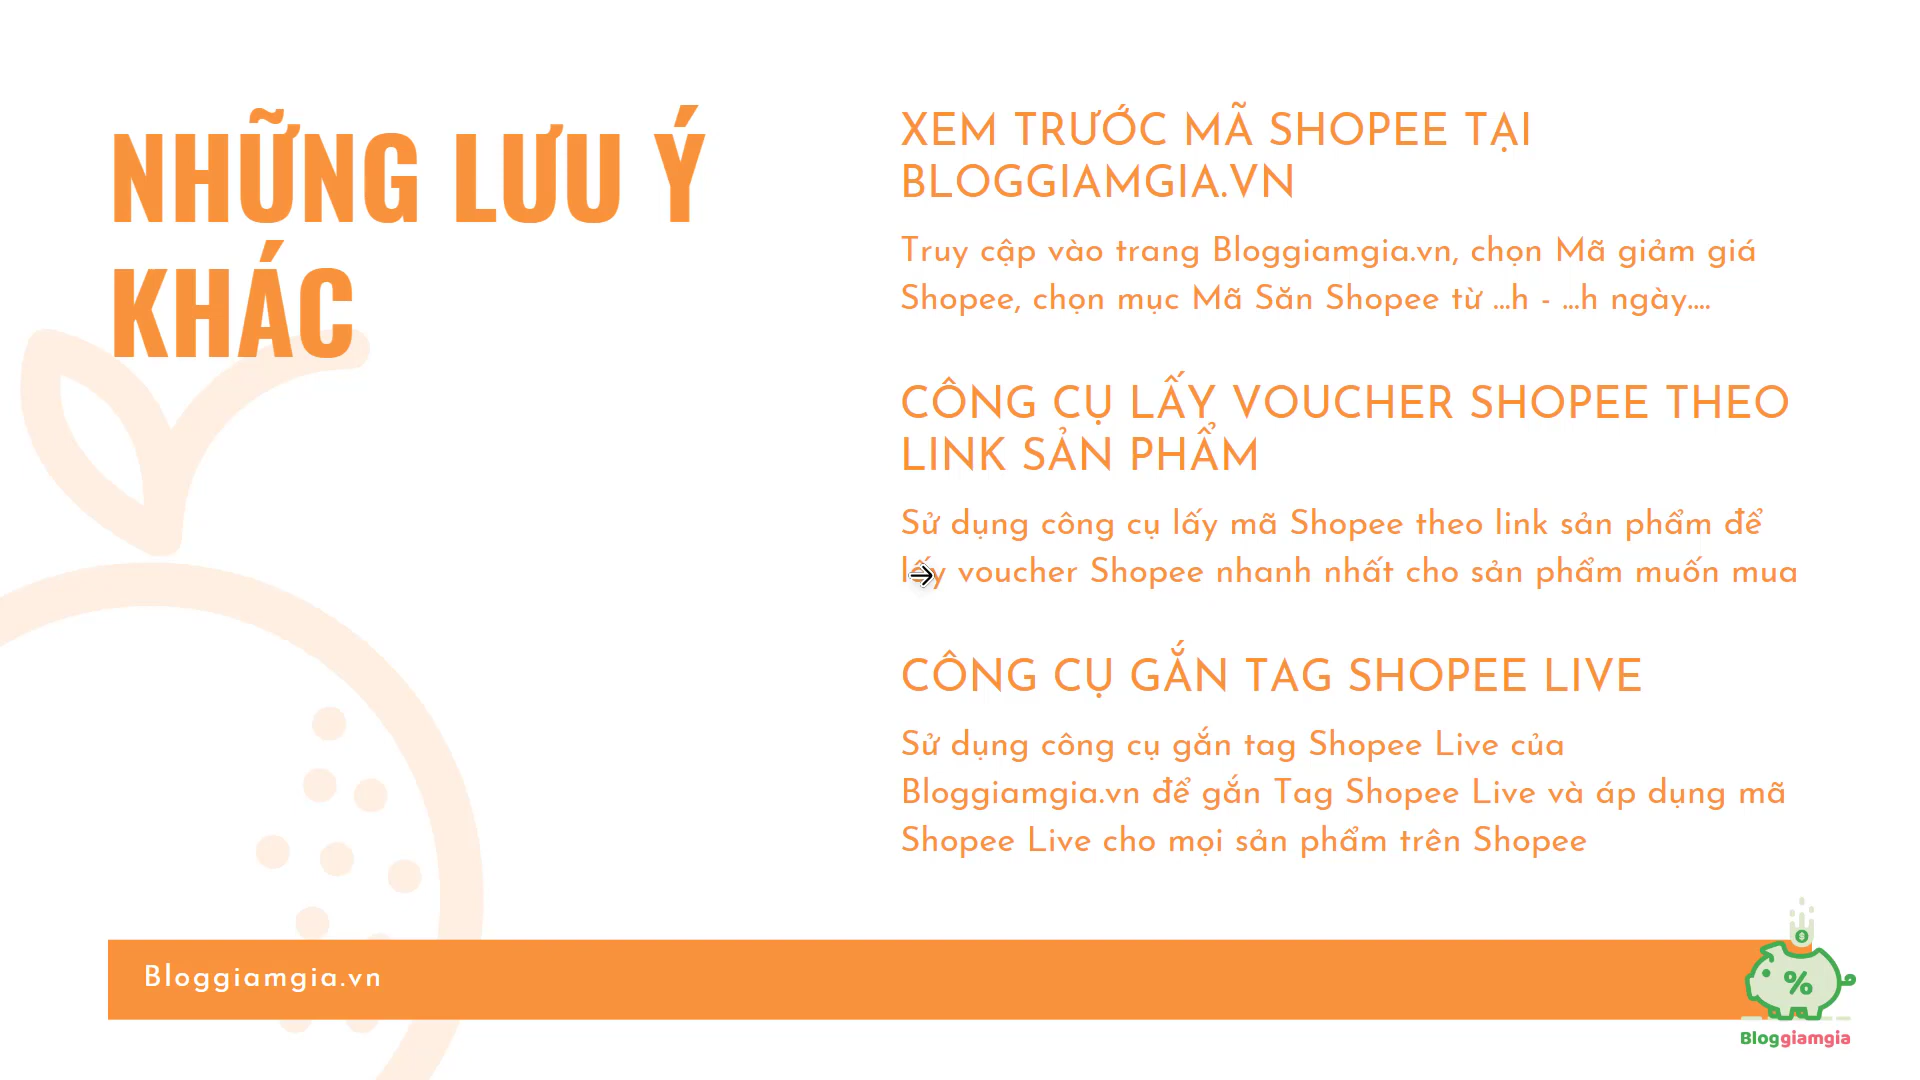 NHỮNG LƯU Ý
KHÁC
XEM TRƯỚC MÃ SHOPEE TẠI
BLOGGIAMGIA.VN
Truy cập vào trang Bloggiamgia.vn, chọn Mã giảm giá
Shopee, chọn mục Mã Săn Shopee từ ...h - ...h ngày....
CÔNG CỤ LẤY VOUCHER SHOPEE THEO
LINK SẢN PHẨM
Sử dụng công cụ lấy mã Shopee theo link sản phẩm để
lấy voucher Shopee nhanh nhất cho sản phẩm muốn mua
CÔNG CỤ GẮN TAG SHOPEE LIVE
Sử dụng công cụ gắn tag Shopee Live của
Bloggiamgia.vn để gắn Tag Shopee Live và áp dụng mã
Shopee Live cho mọi sản phẩm trên Shopee
Bloggiamgia.vn
$
%
Bloggiamgia